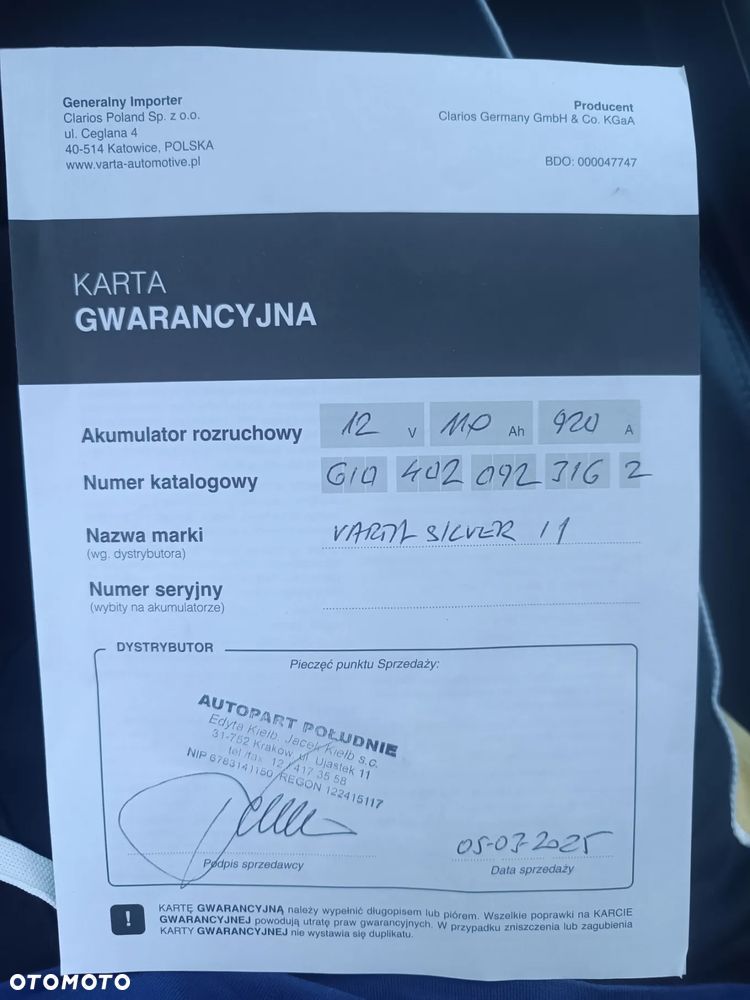 Generalny Importer
Clarios Poland Sp. z o.o.
ul. Ceglana 4
40-514 Katowice, POLSKA
www.varta-automotive.pl
Producent
Clarios Germany GmbH & Co. KGaA
BDO: 000047747
KARTA
GWARANCYJNA
Akumulator rozruchowy 12 V 110 Ah 920 A
Numer katalogowy 610 402 092 316 2
Nazwa marki VARTA SILVER 11
(wg. dystrybutora)
Numer seryjny
(wybity na akumulatorze)
DYSTRYBUTOR
Pieczęć punktu Sprzedaży:
AUTOPART POŁUDNIE
Edyta Kiełb, Jacek Kiełb s.c.
31-752 Kraków ul. Ujastek 11
tel./fax 12 / 417 35 58
NIP 6783141150 REGON 122415117
05-03-2025
Podpis sprzedawcy
Data sprzedaży
! KARTĘ GWARANCYJNĄ należy wypełnić długopisem lub piórem. Wszelkie poprawki na KARCIE
GWARANCYJNEJ powodują utratę praw gwarancyjnych. W przypadku zniszczenia lub zagubienia
KARTY GWARANCYJNEJ nie wystawia się duplikatu.
OTOMOTO